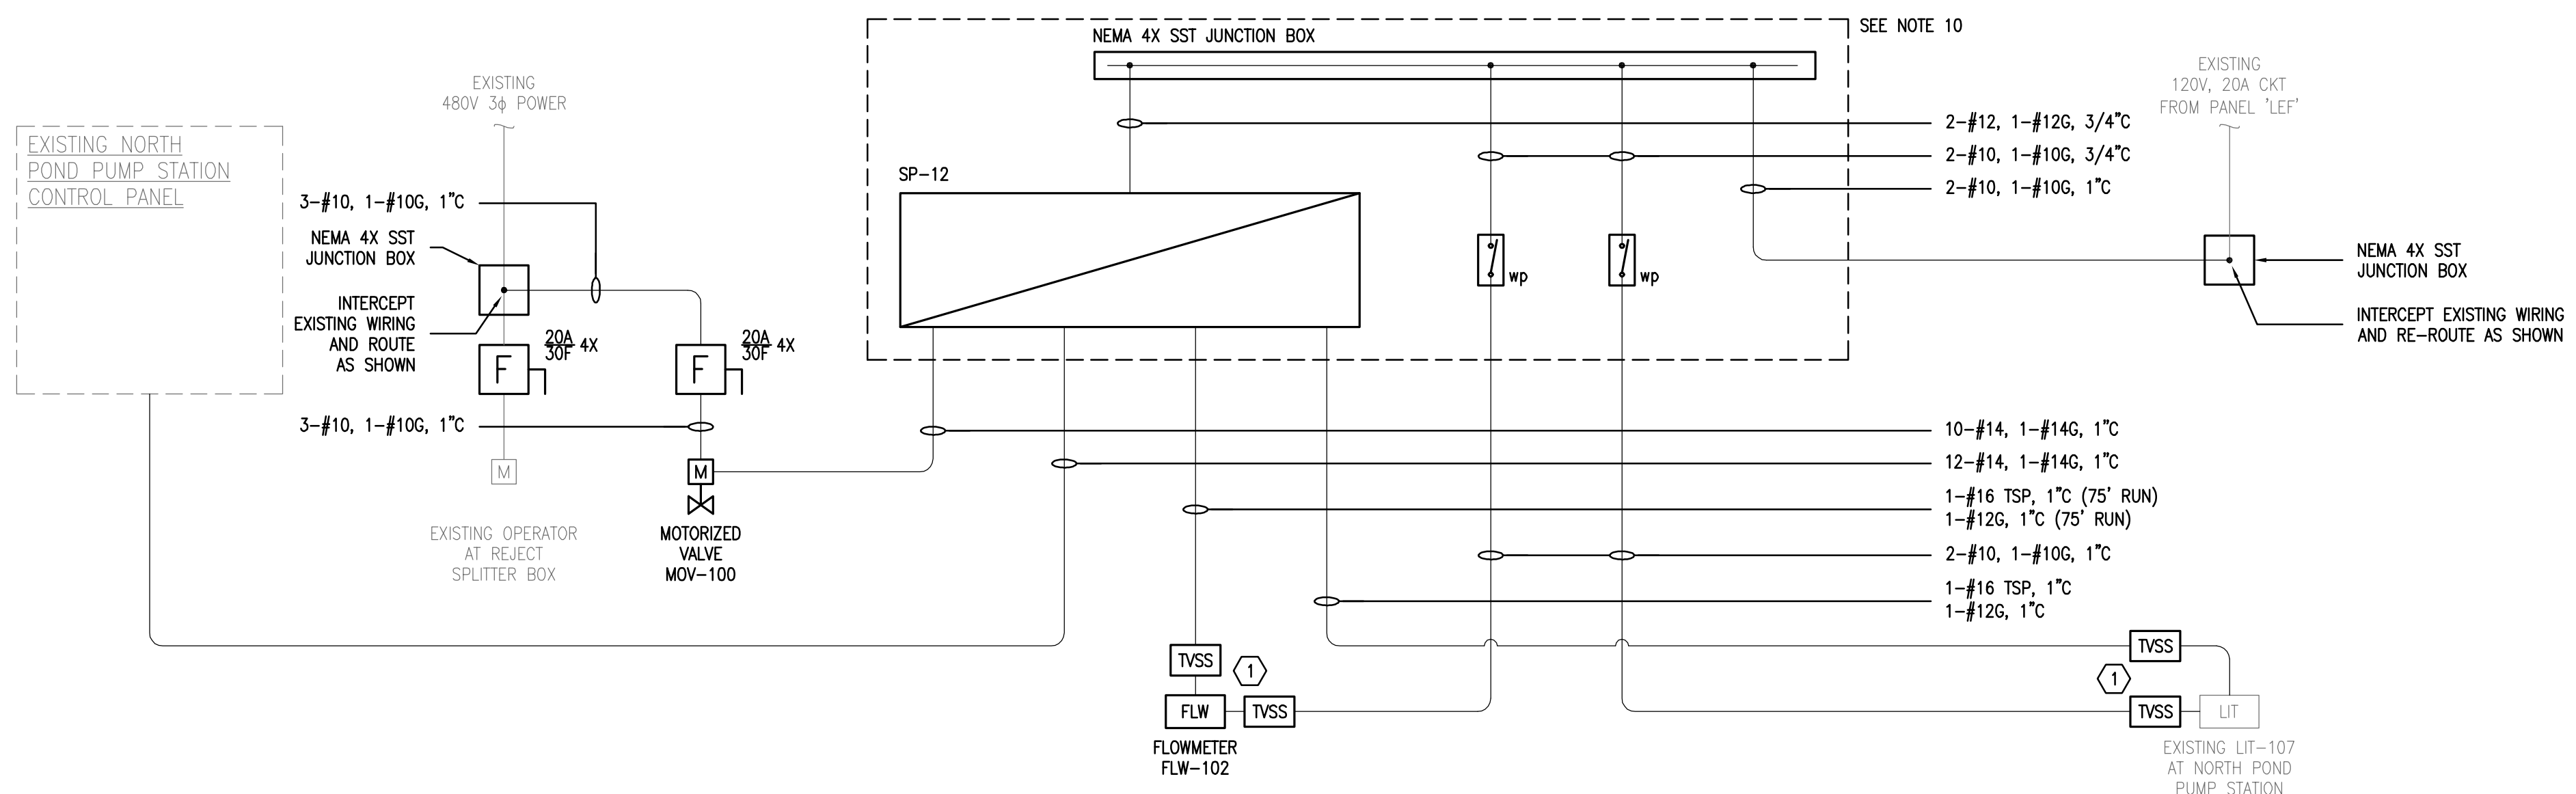 EXISTING NORTH
POND PUMP STATION
CONTROL PANEL
EXISTING
480V 3ϕ POWER
3-#10, 1-#10G, 1"C
NEMA 4X SST
JUNCTION BOX
INTERCEPT
EXISTING WIRING
AND ROUTE
AS SHOWN
20A
30F 4X
F
20A
30F 4X
F
3-#10, 1-#10G, 1"C
M
M
EXISTING OPERATOR
AT REJECT
SPLITTER BOX
MOTORIZED
VALVE
MOV-100
NEMA 4X SST JUNCTION BOX
SEE NOTE 10
SP-12
wp
wp
EXISTING
120V, 20A CKT
FROM PANEL 'LEF'
2-#12, 1-#12G, 3/4"C
2-#10, 1-#10G, 3/4"C
2-#10, 1-#10G, 1"C
NEMA 4X SST
JUNCTION BOX
INTERCEPT EXISTING WIRING
AND RE-ROUTE AS SHOWN
10-#14, 1-#14G, 1"C
12-#14, 1-#14G, 1"C
1-#16 TSP, 1"C (75' RUN)
1-#12G, 1"C (75' RUN)
2-#10, 1-#10G, 1"C
1-#16 TSP, 1"C
1-#12G, 1"C
TVSS
1
FLW
TVSS
FLOWMETER
FLW-102
TVSS
1
TVSS
LIT
EXISTING LIT-107
AT NORTH POND
PUMP STATION